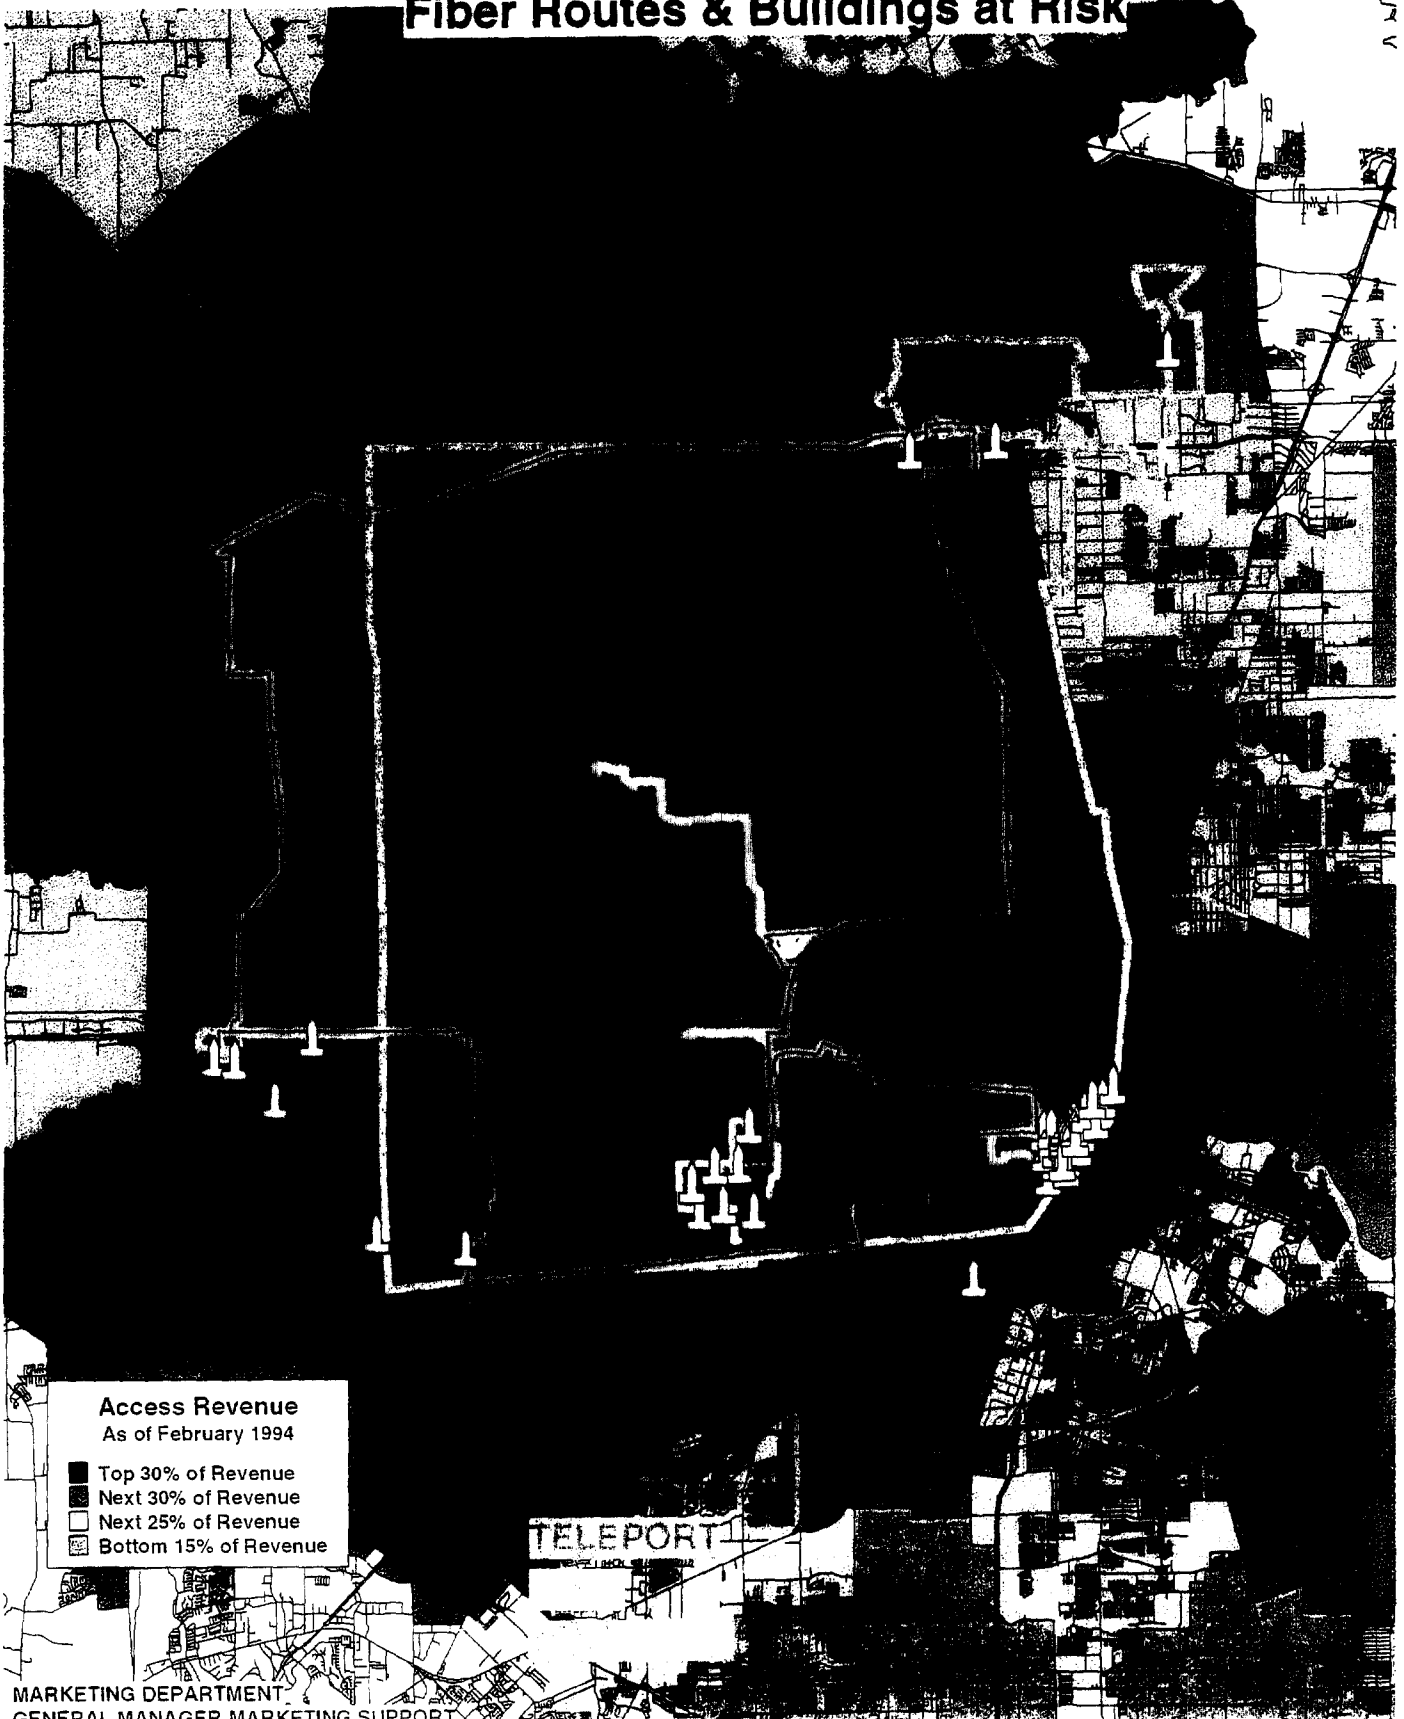 Fiber Routes & Buildings at Risk
Access Revenue
As of February 1994
Top 30% of Revenue
Next 30% of Revenue
Next 25% of Revenue
Bottom 15% of Revenue
TELEPORT
MARKETING DEPARTMENT
GENERAL MANAGER MARKETING SUPPORT